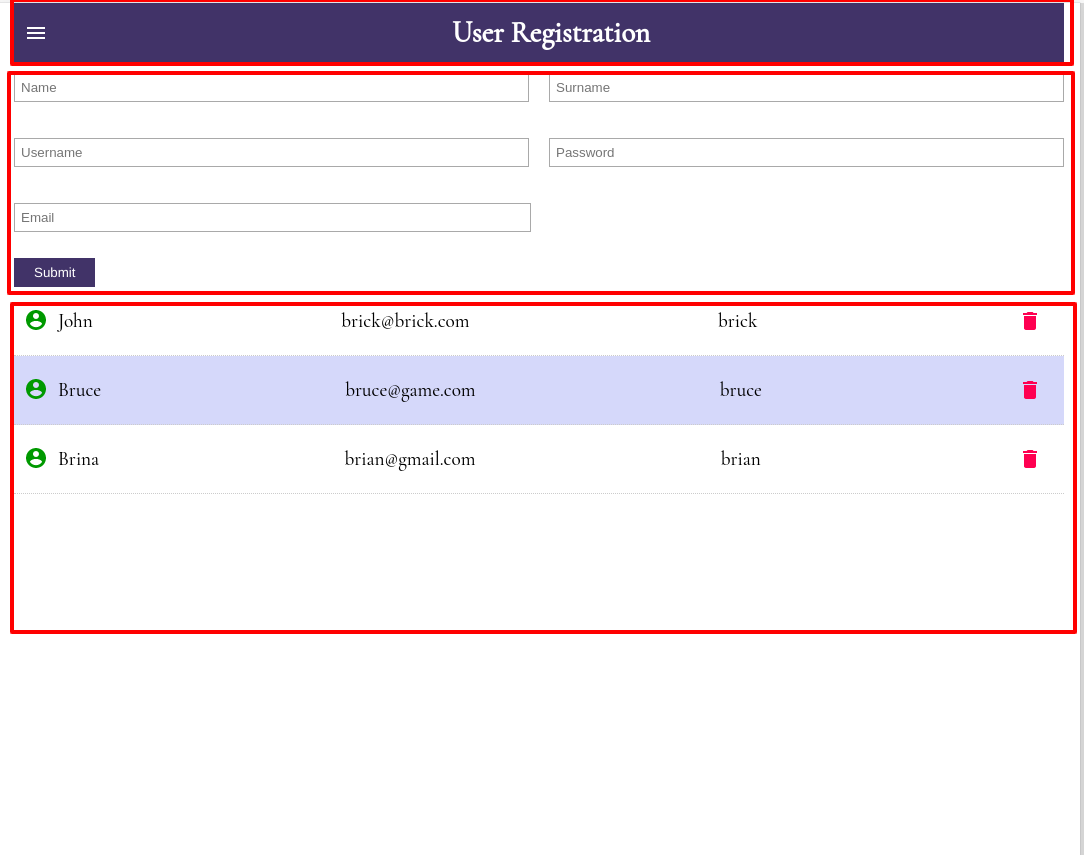 User Registration
Name Surname
Username Password
Email
Submit
John brick@brick.com brick
Bruce bruce@game.com bruce
Brina brian@gmail.com brian